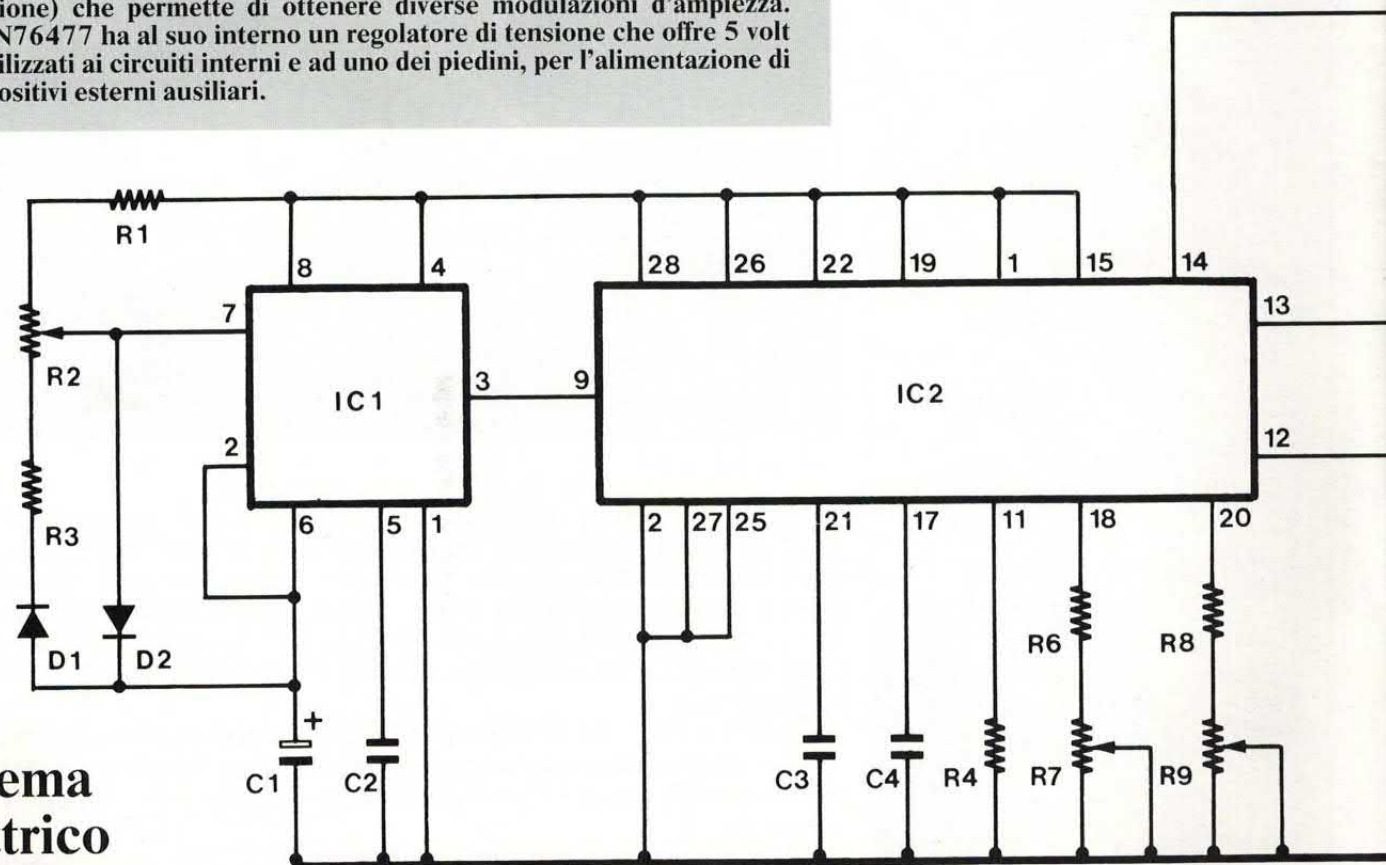 ione) che permette di ottenere diverse modulazioni d'ampiezza.
N76477 ha al suo interno un regolatore di tensione che offre 5 volt
ilizzati ai circuiti interni e ad uno dei piedini, per l'alimentazione di
ositivi esterni ausiliari.
R1
8 4 28 26 22 19 1 15 14
7 13
R2
IC1 3 9 IC2
2 12
6 5 1 2 27 25 21 17 11 18 20
R3
R6 R8
D1 D2
+
C1 C2 C3 C4 R4 R7 R9
ema
trico